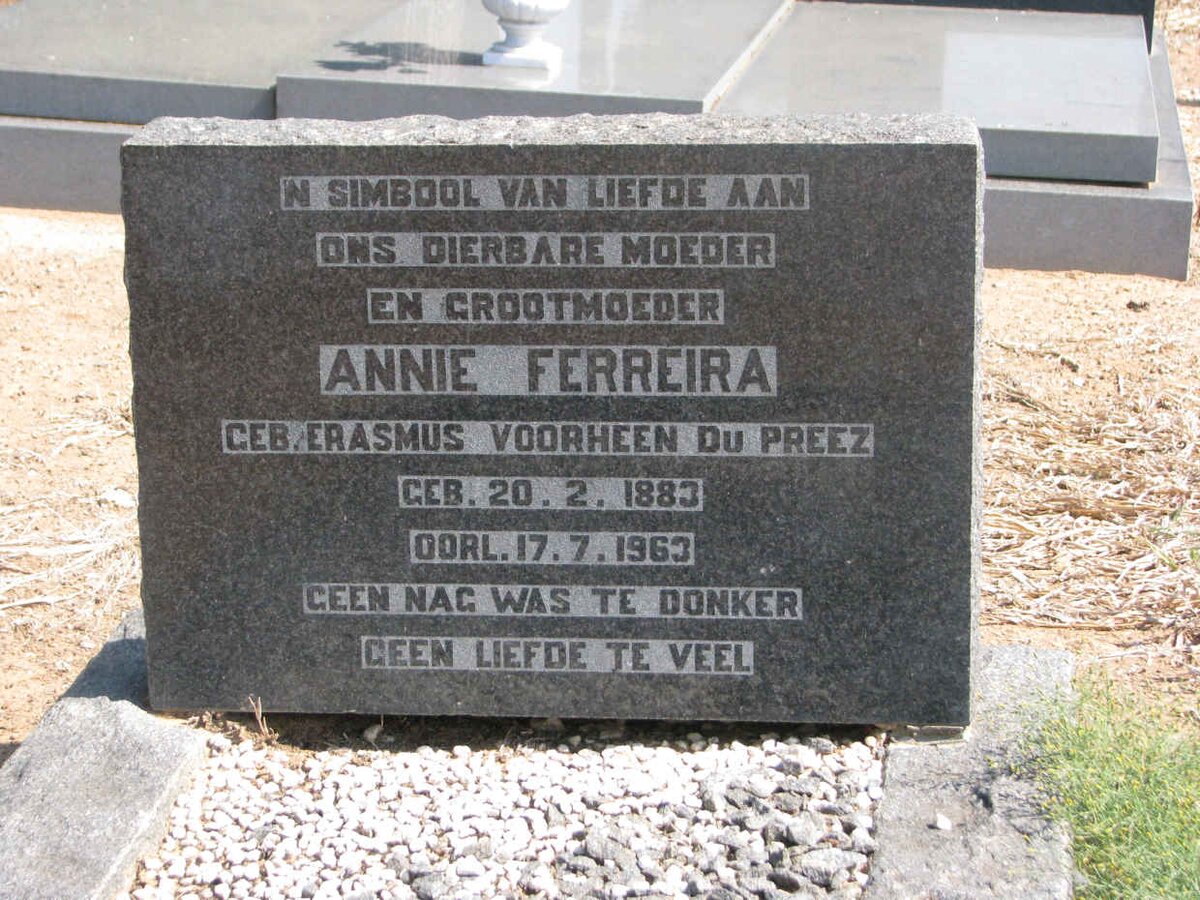 'N SIMBOOL VAN LIEFDE AAN
ONS DIERBARE MOEDER
EN GROOTMOEDER
ANNIE FERREIRA
GEB. ERASMUS VOORHEEN DU PREEZ
GEB. 20. 2. 1883
OORL. 17. 7. 1963
GEEN NAG WAS TE DONKER
GEEN LIEFDE TE VEEL